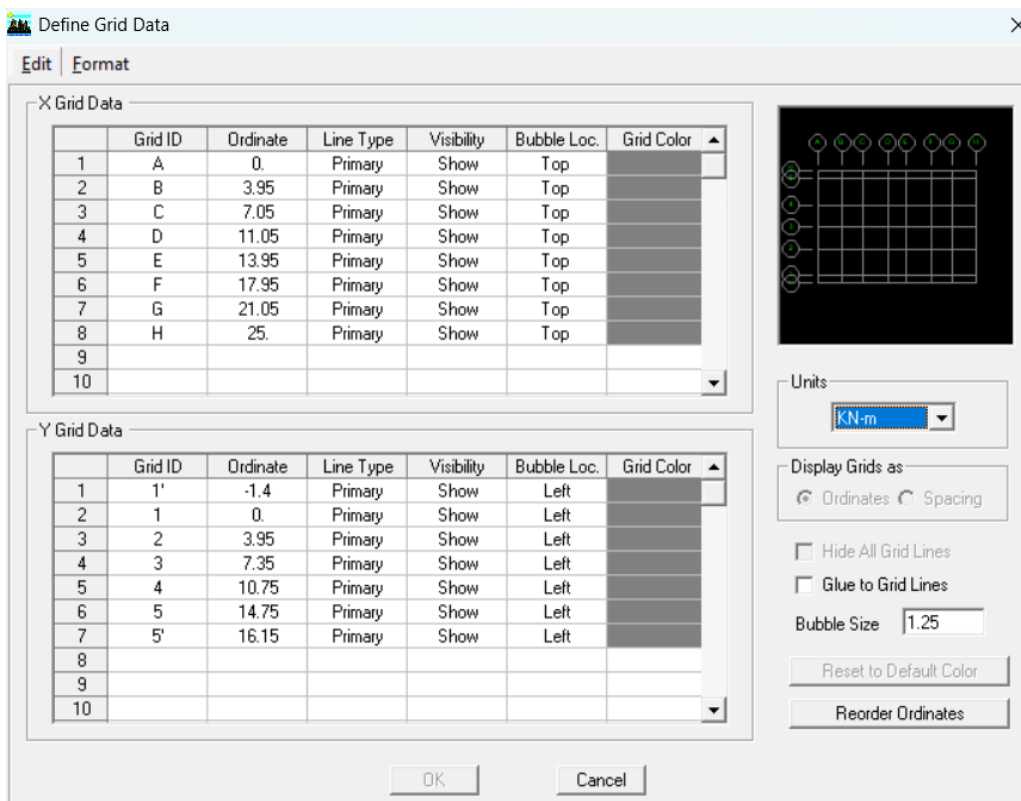 Define Grid Data
Edit Format
X Grid Data
Grid ID Ordinate Line Type Visibility Bubble Loc. Grid Color
1 A 0. Primary Show Top
2 B 3.95 Primary Show Top
3 C 7.05 Primary Show Top
4 D 11.05 Primary Show Top
5 E 13.95 Primary Show Top
6 F 17.95 Primary Show Top
7 G 21.05 Primary Show Top
8 H 25. Primary Show Top
9
10
Units
KN-m
Y Grid Data
Grid ID Ordinate Line Type Visibility Bubble Loc. Grid Color
1 1' -1.4 Primary Show Left
2 1 0. Primary Show Left
3 2 3.95 Primary Show Left
4 3 7.35 Primary Show Left
5 4 10.75 Primary Show Left
6 5 14.75 Primary Show Left
7 5' 16.15 Primary Show Left
8
9
10
Display Grids as
Ordinates Spacing
Hide All Grid Lines
Glue to Grid Lines
Bubble Size 1.25
Reset to Default Color
Reorder Ordinates
OK Cancel